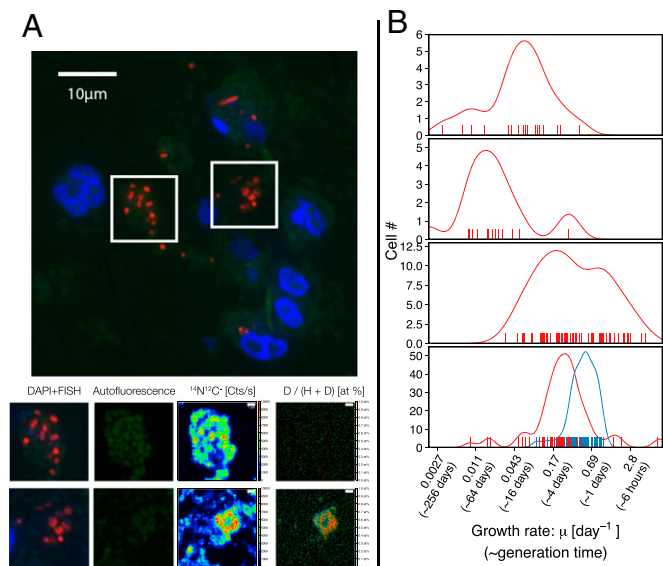 A
10μm
DAPI+FISH
Autofluorescence
¹⁴N¹²C⁻ [Cts/s]
D / (H + D) [at %]
B
Cell #
6
5
4
3
2
1
0
5
4
3
2
1
0
12.5
10.0
7.5
5.0
2.5
0.0
50
40
30
20
10
0
0.0027
(~256 days)
0.011
(~64 days)
0.043
(~16 days)
0.17
(~4 days)
0.69
(~1 days)
2.8
(~6 hours)
Growth rate: μ [day⁻¹ ]
(~generation time)